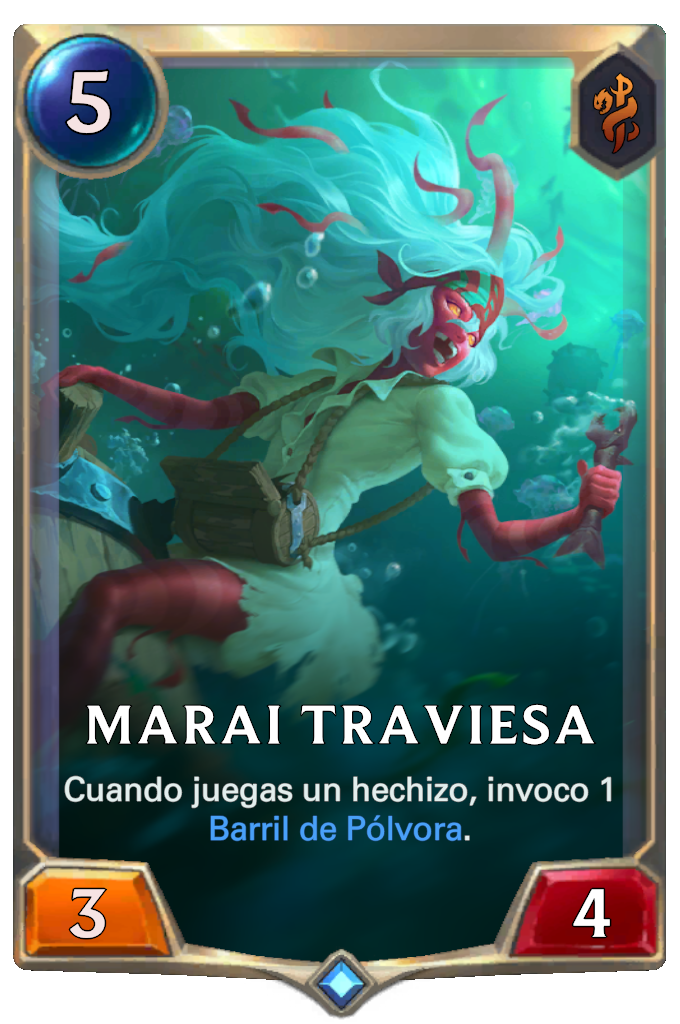 5
MARAI TRAVIESA
Cuando juegas un hechizo, invoco 1
Barril de Pólvora.
3
4